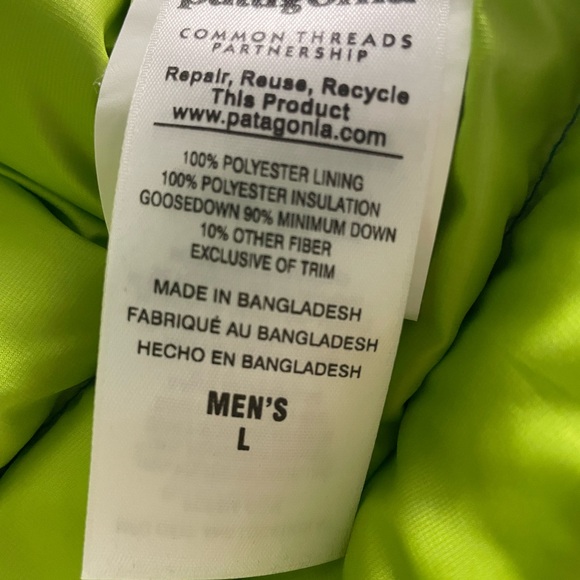 patagonia
COMMON THREADS
PARTNERSHIP
Repair, Reuse, Recycle
This Product
www.patagonia.com
100% POLYESTER LINING
100% POLYESTER INSULATION
GOOSEDOWN 90% MINIMUM DOWN
10% OTHER FIBER
EXCLUSIVE OF TRIM
MADE IN BANGLADESH
FABRIQUÉ AU BANGLADESH
HECHO EN BANGLADESH
MEN'S
L